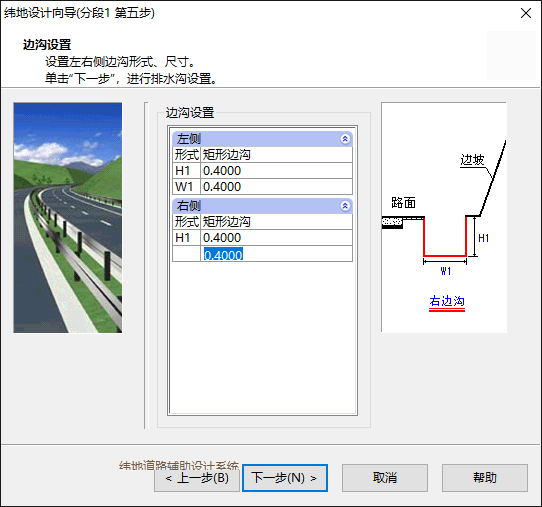 纬地设计向导(分段1 第五步)
边沟设置
设置左右侧边沟形式、尺寸。
单击“下一步”，进行排水沟设置。
边沟设置
左侧
形式 矩形边沟
H1 0.4000
W1 0.4000
右侧
形式 矩形边沟
H1 0.4000
0.4000
边坡
路面
H1
W1
右边沟
纬地道路辅助设计系统
< 上一步(B)
下一步(N) >
取消
帮助